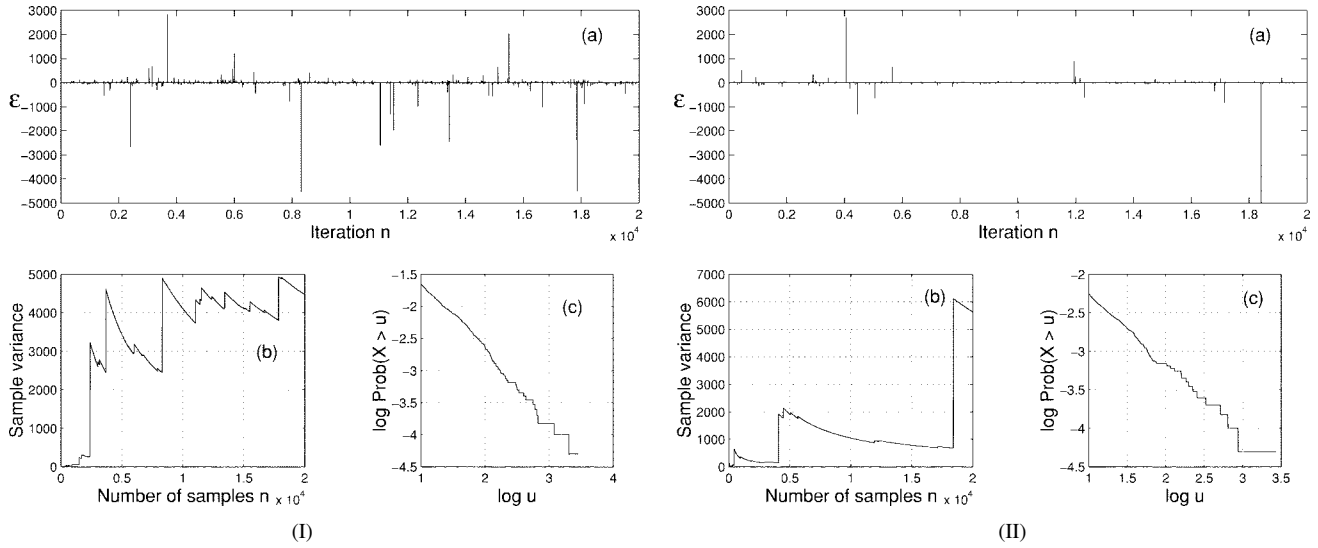 3000
2000
1000
0
-1000
-2000
-3000
-4000
-5000
ε
(a)
0 0.2 0.4 0.6 0.8 1 1.2 1.4 1.6 1.8 2
Iteration n
x 10^4
5000
4000
3000
2000
1000
0
Sample variance
(b)
0 0.5 1 1.5 2
Number of samples n x 10^4
-1.5
-2
-2.5
-3
-3.5
-4
-4.5
log Prob(X > u)
(c)
1 2 3 4
log u
(I)
3000
2000
1000
0
-1000
-2000
-3000
-4000
-5000
ε
(a)
0 0.2 0.4 0.6 0.8 1 1.2 1.4 1.6 1.8 2
Iteration n
x 10^4
7000
6000
5000
4000
3000
2000
1000
0
Sample variance
(b)
0 0.5 1 1.5 2
Number of samples n x 10^4
-2
-2.5
-3
-3.5
-4
-4.5
log Prob(X > u)
(c)
1 1.5 2 2.5 3 3.5
log u
(II)